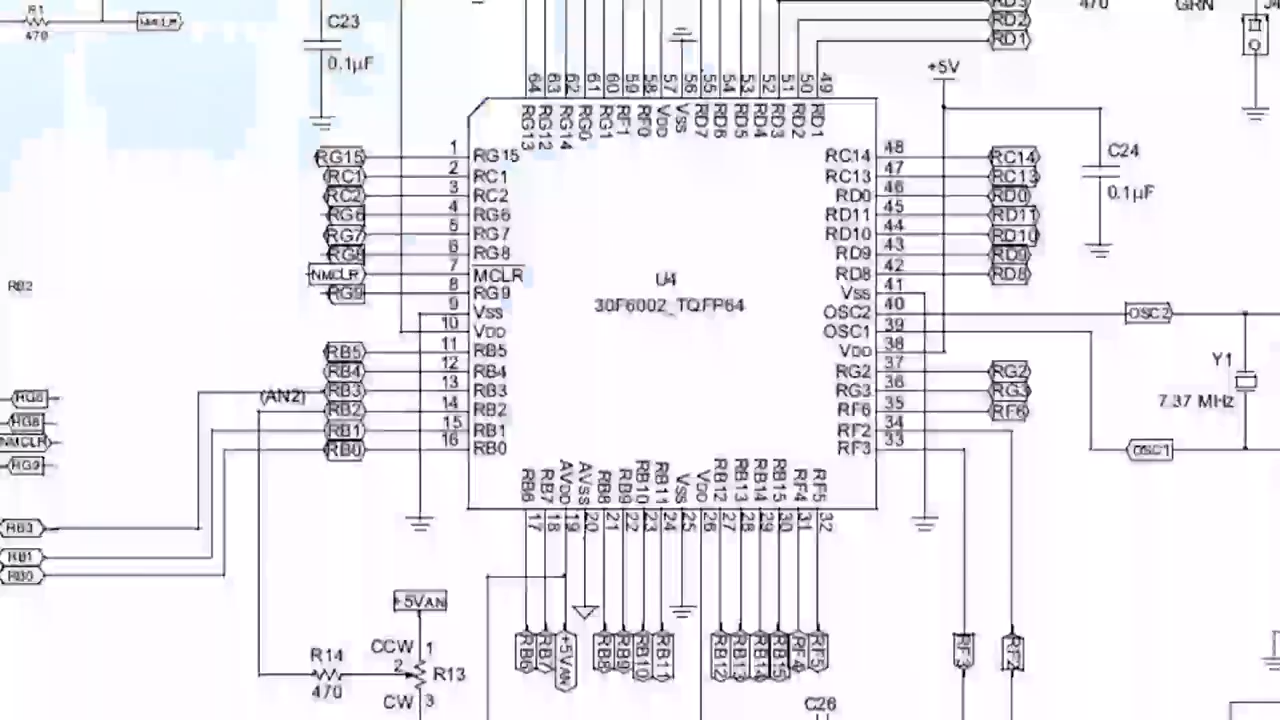 R1
470
NMCLR
C23
0.1µF
RD2
RD1
470
GRN
+5V
C24
0.1µF
64 63 62 61 60 59 58 57 56 55 54 53 52 51 50 49
RG13 RG12 RG14 RG0 RG1 RF1 RF0 VDD VSS RD7 RD6 RD5 RD4 RD3 RD2 RD1
RG15 1 RG15
RC1 2 RC1
RC2 3 RC2
RG6 4 RG6
RG7 5 RG7
RG8 6 RG8
NMCLR 7 MCLR
RG9 8 RG9
9 VSS
10 VDD
RB5 11 RB5
RB4 12 RB4
(AN2) RB3 13 RB3
RB2 14 RB2
RB1 15 RB1
RB0 16 RB0
U4
30F6002_TQFP64
RC14 48 RC14
RC13 47 RC13
RD0 46 RD0
RD11 45 RD11
RD10 44 RD10
RD9 43 RD9
RD8 42 RD8
VSS 41
OSC2 40 OSC2
OSC1 39
VDD 38
RG2 37 RG2
RG3 36 RG3
RF6 35 RF6
RF2 34
RF3 33
OSC1
Y1
7.37 MHz
RB2
RG8
NMCLR
RG9
RB3
RB1
RB0
RB6 RB7 AVDD AVSS RB8 RB9 RB10 RB11 VSS VDD RB12 RB13 RB14 RB15 RF4 RF5
17 18 19 20 21 22 23 24 25 26 27 28 29 30 31 32
RB6 RB7 +5VAN RB8 RB9 RB10 RB11 RB12 RB13 RB14 RB15 RF4 RF5
RF3 RF2
+5VAN
CCW 1
2
R13
CW 3
R14
470
C26